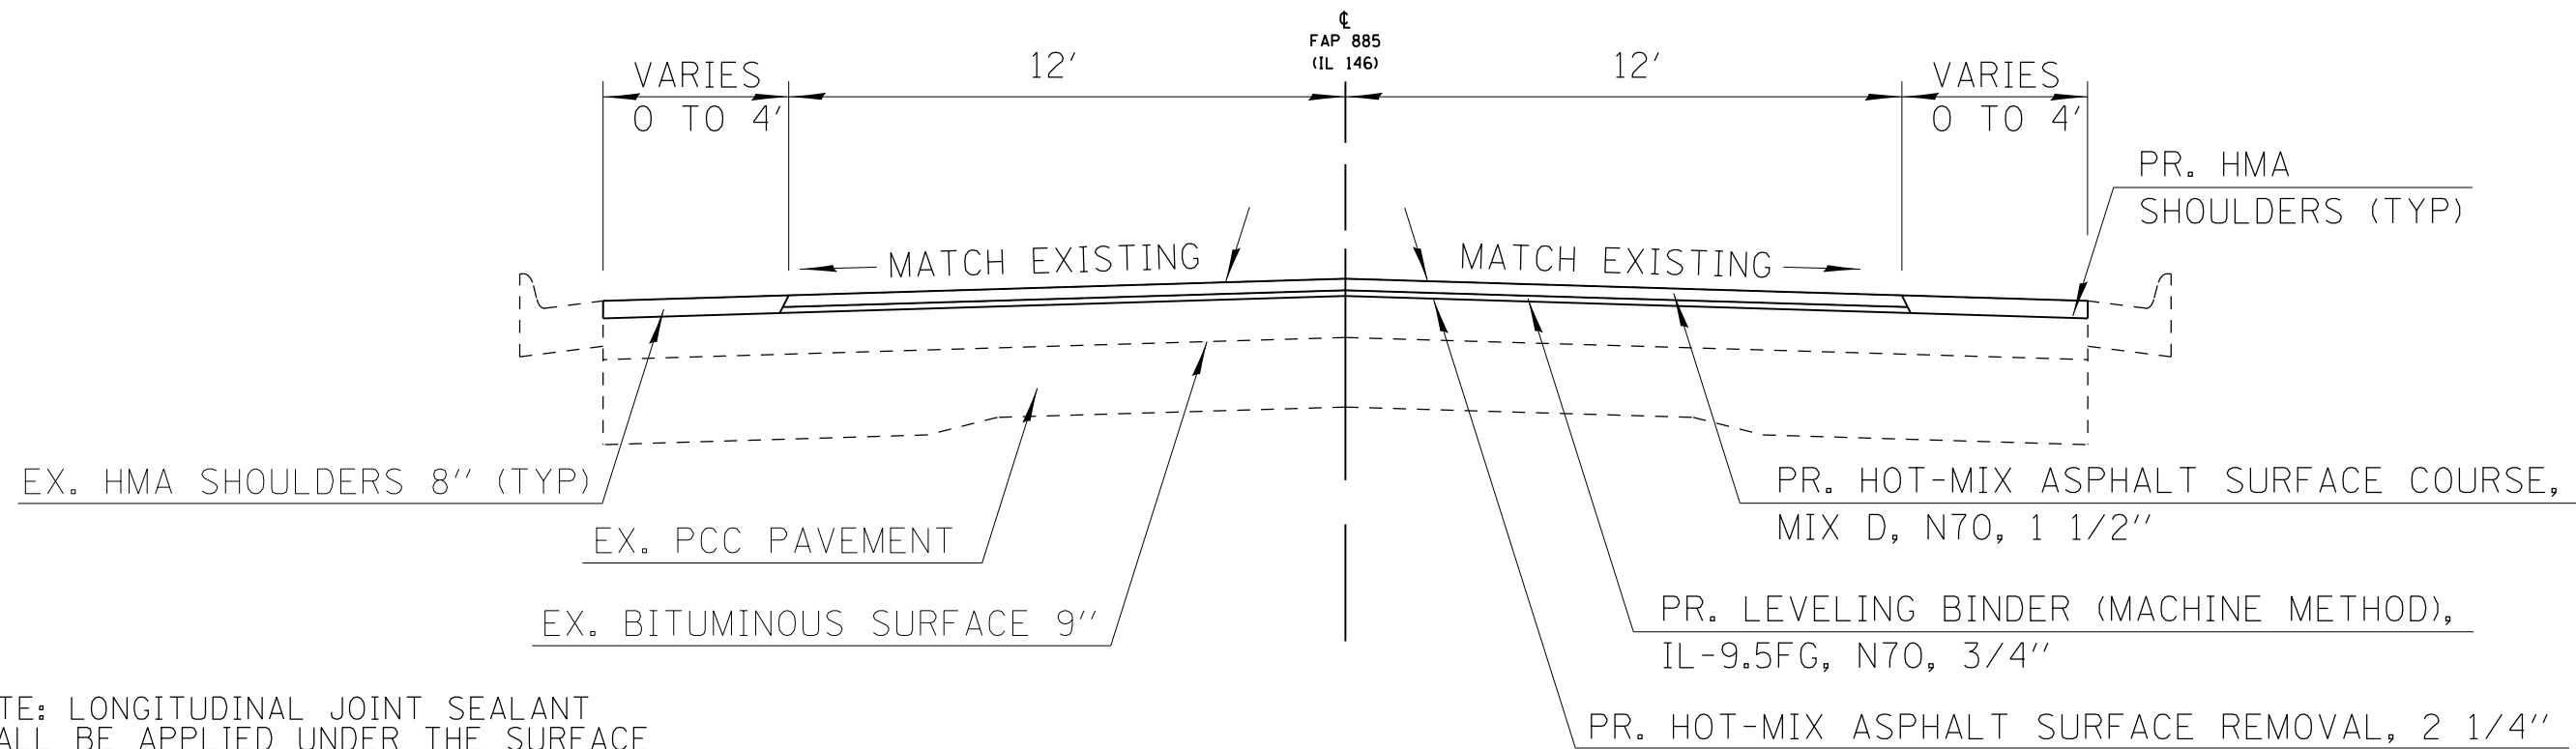 ℄
FAP 885
(IL 146)
VARIES
0 TO 4'
12'
12'
VARIES
0 TO 4'
PR. HMA
SHOULDERS (TYP)
MATCH EXISTING
MATCH EXISTING
EX. HMA SHOULDERS 8" (TYP)
PR. HOT-MIX ASPHALT SURFACE COURSE,
MIX D, N70, 1 1/2"
EX. PCC PAVEMENT
EX. BITUMINOUS SURFACE 9"
PR. LEVELING BINDER (MACHINE METHOD),
IL-9.5FG, N70, 3/4"
TE: LONGITUDINAL JOINT SEALANT
ALL BE APPLIED UNDER THE SURFACE
PR. HOT-MIX ASPHALT SURFACE REMOVAL, 2 1/4"